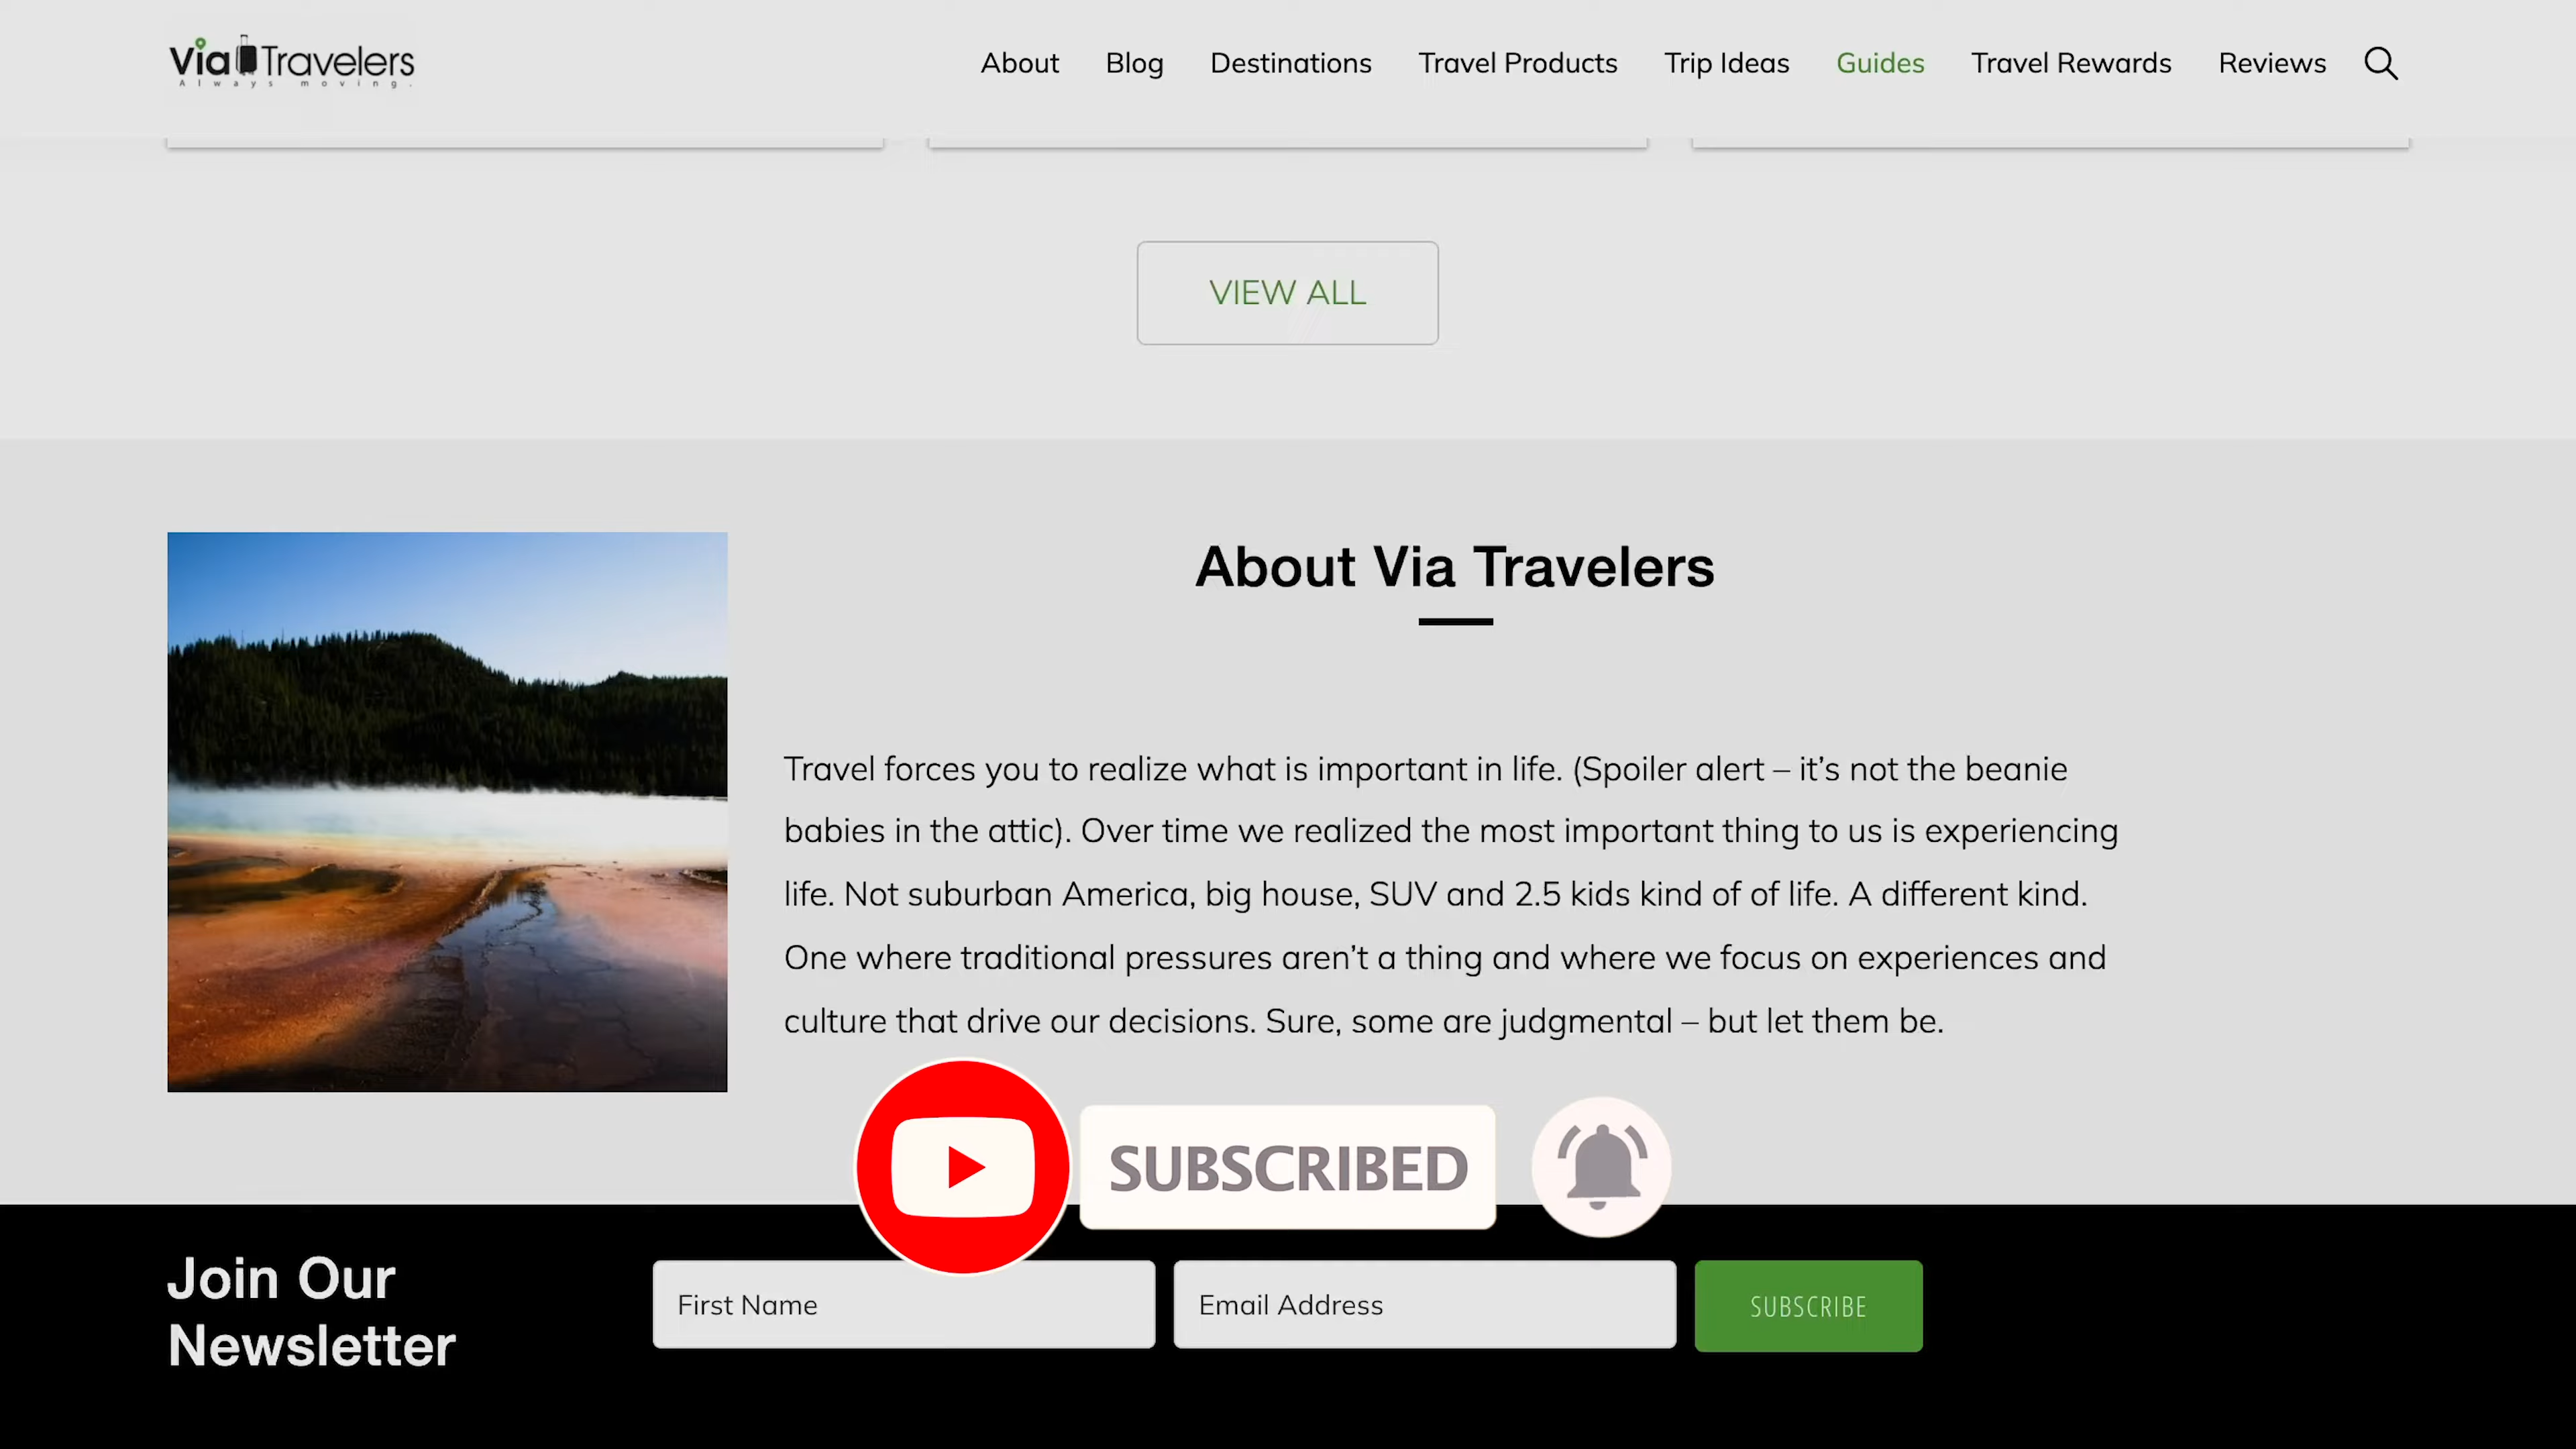 Via Travelers
Always moving.
About Blog Destinations Travel Products Trip Ideas Guides Travel Rewards Reviews
VIEW ALL
About Via Travelers
Travel forces you to realize what is important in life. (Spoiler alert – it’s not the beanie
babies in the attic). Over time we realized the most important thing to us is experiencing
life. Not suburban America, big house, SUV and 2.5 kids kind of of life. A different kind.
One where traditional pressures aren’t a thing and where we focus on experiences and
culture that drive our decisions. Sure, some are judgmental – but let them be.
SUBSCRIBED
Join Our
Newsletter
First Name
Email Address
SUBSCRIBE